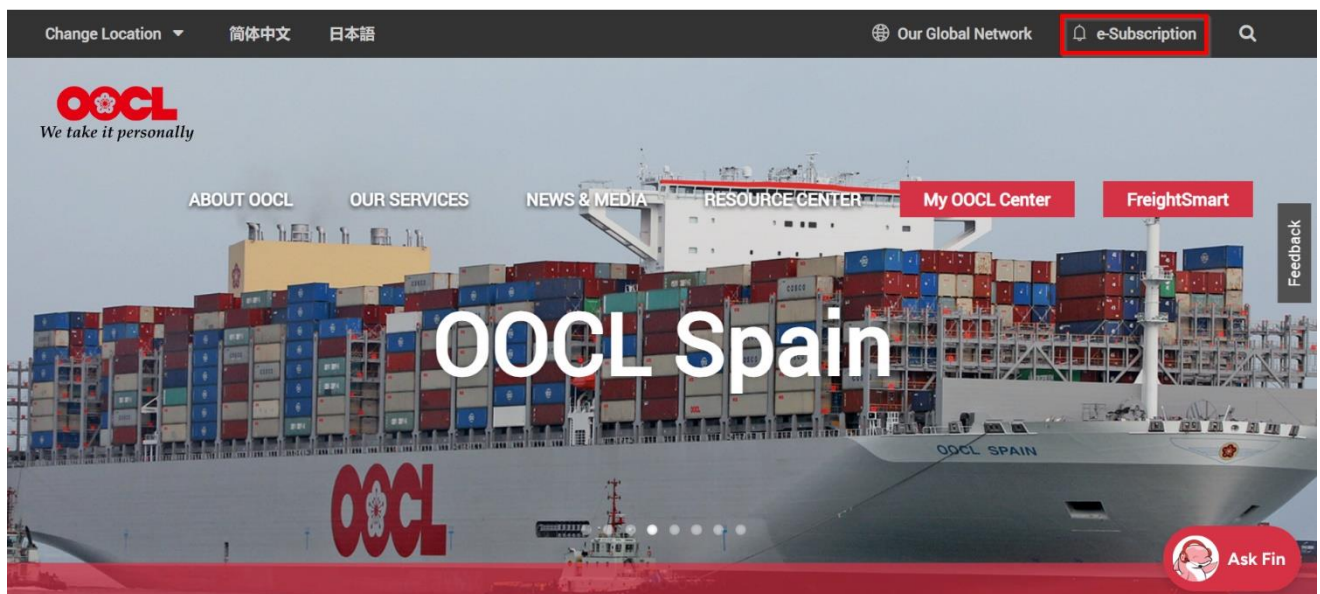 Change Location 简体中文 日本語 Our Global Network e-Subscription
OOCL
We take it personally
ABOUT OOCL OUR SERVICES NEWS & MEDIA RESOURCE CENTER My OOCL Center FreightSmart
Feedback
OOCL Spain
OOCL SPAIN
OOCL
Ask Fin